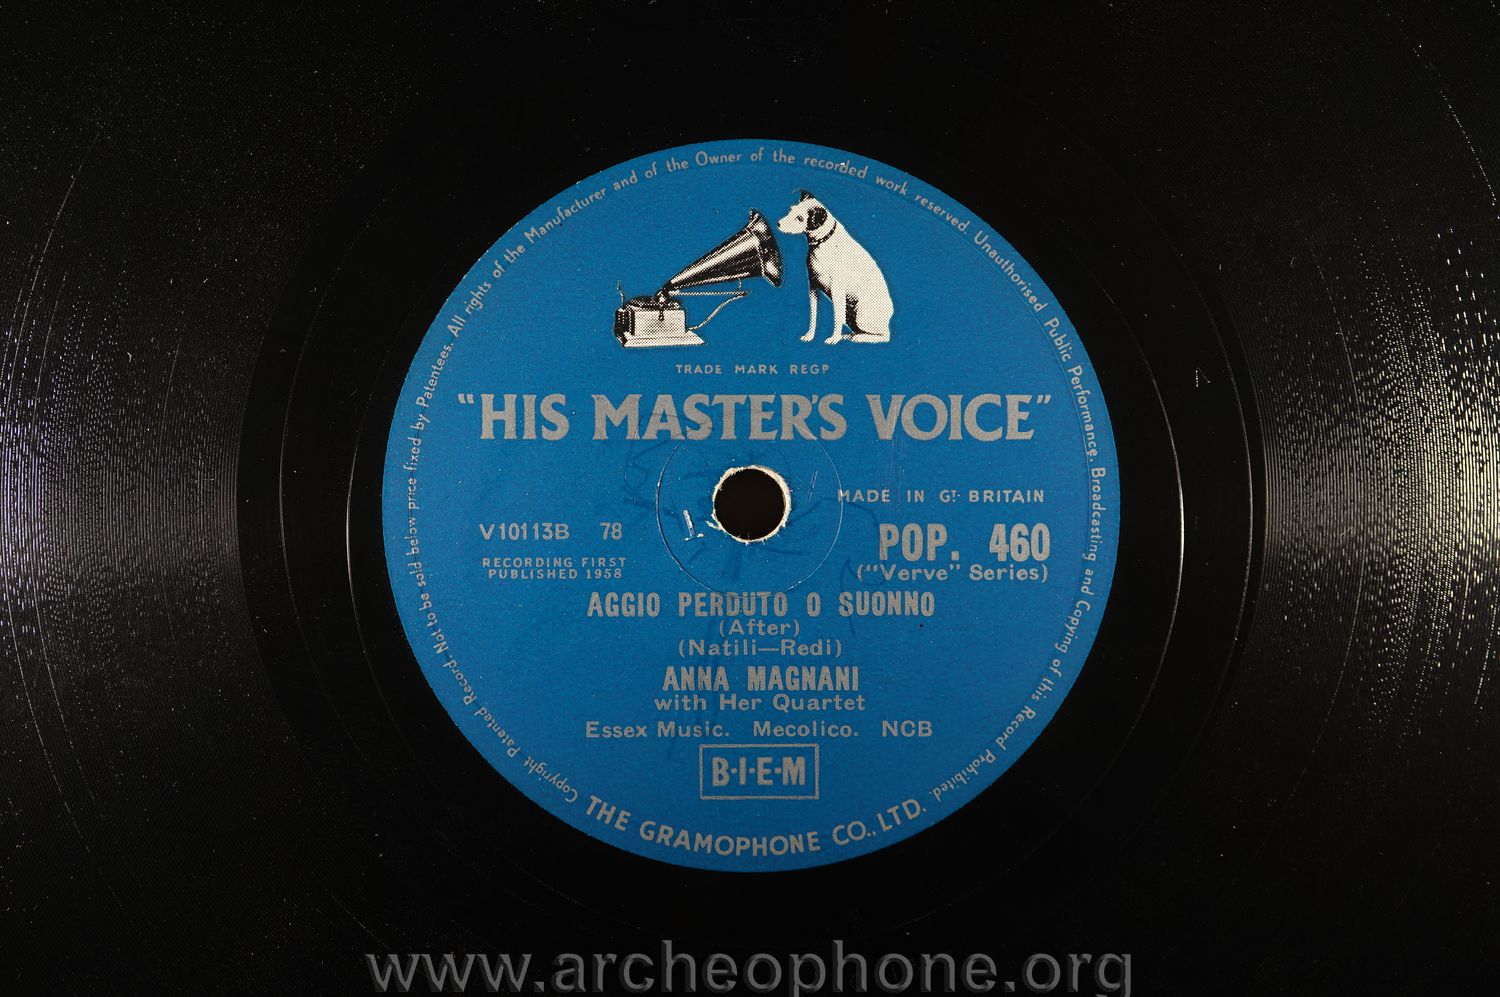 Copyright Patented Record. Not to be sold below price fixed by Patentees. All rights of the Manufacturer and of the Owner of the recorded work reserved. Unauthorised Public Performance, Broadcasting and Copying of this Record Prohibited.
TRADE MARK REGD
"HIS MASTER'S VOICE"
MADE IN GT. BRITAIN
V10113B 78
POP. 460
RECORDING FIRST
PUBLISHED 1958
("Verve" Series)
AGGIO PERDUTO O SUONNO
(After)
(Natili—Redi)
ANNA MAGNANI
with Her Quartet
Essex Music. Mecolico. NCB
B·I·E·M
THE GRAMOPHONE CO., LTD.
www.archeophone.org